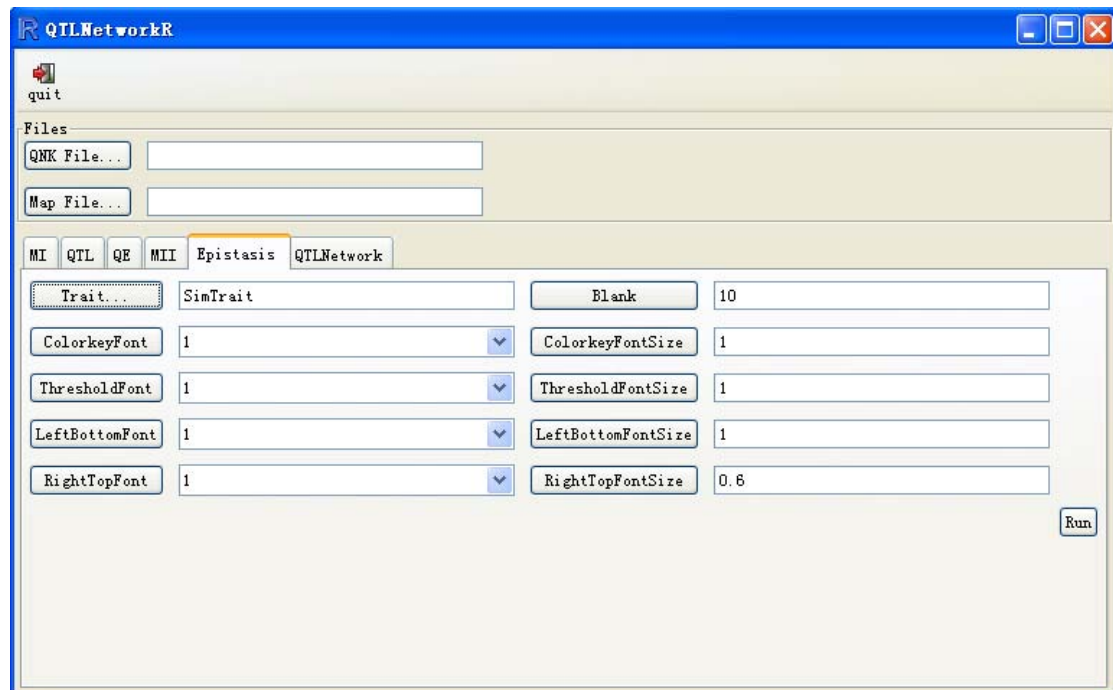 QTLNetworkR
quit
Files
QNK File...
Map File...
MI QTL QE MII Epistasis QTLNetwork
Trait... SimTrait Blank 10
ColorkeyFont 1 ColorkeyFontSize 1
ThresholdFont 1 ThresholdFontSize 1
LeftBottomFont 1 LeftBottomFontSize 1
RightTopFont 1 RightTopFontSize 0.6
Run